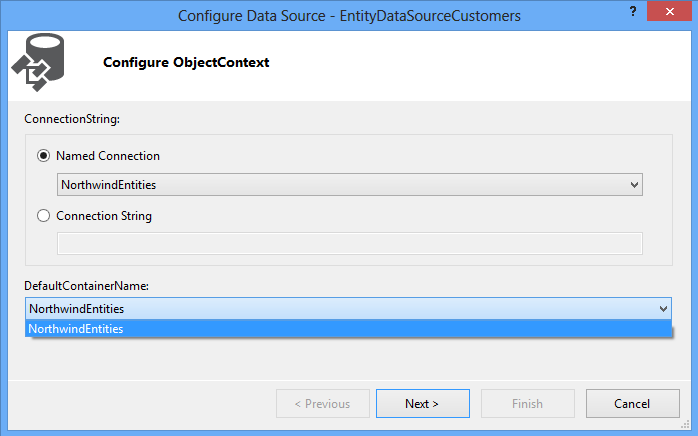 Configure Data Source - EntityDataSourceCustomers
?
Configure ObjectContext
ConnectionString:
Named Connection
NorthwindEntities
Connection String
DefaultContainerName:
NorthwindEntities
NorthwindEntities
< Previous Next > Finish Cancel